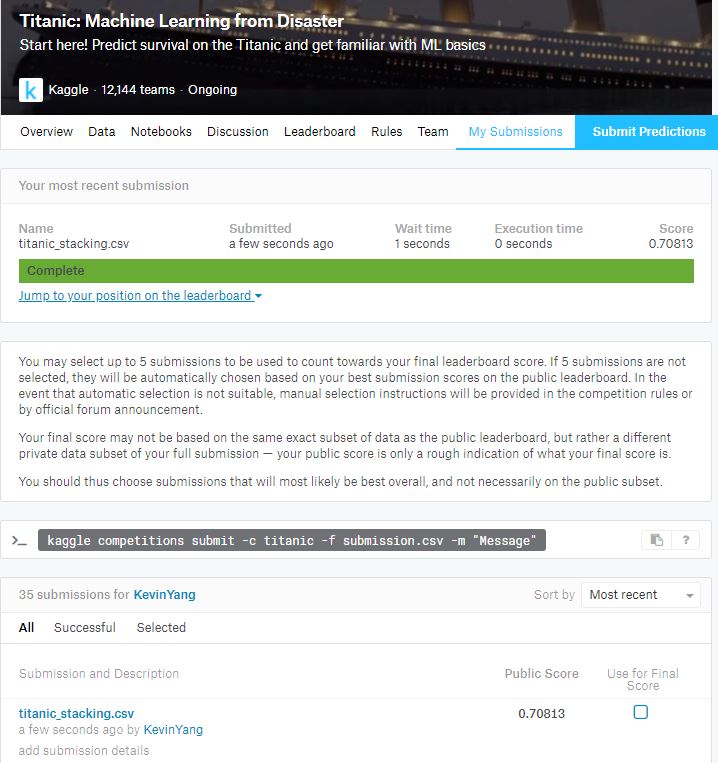 Titanic: Machine Learning from Disaster
Start here! Predict survival on the Titanic and get familiar with ML basics
k Kaggle · 12,144 teams · Ongoing
Overview Data Notebooks Discussion Leaderboard Rules Team My Submissions Submit Predictions
Your most recent submission
Name Submitted Wait time Execution time Score
titanic_stacking.csv a few seconds ago 1 seconds 0 seconds 0.70813
Complete
Jump to your position on the leaderboard
You may select up to 5 submissions to be used to count towards your final leaderboard score. If 5 submissions are not
selected, they will be automatically chosen based on your best submission scores on the public leaderboard. In the
event that automatic selection is not suitable, manual selection instructions will be provided in the competition rules or
by official forum announcement.
Your final score may not be based on the same exact subset of data as the public leaderboard, but rather a different
private data subset of your full submission — your public score is only a rough indication of what your final score is.
You should thus choose submissions that will most likely be best overall, and not necessarily on the public subset.
>_ kaggle competitions submit -c titanic -f submission.csv -m "Message" ?
35 submissions for KevinYang Sort by Most recent
All Successful Selected
Submission and Description Public Score Use for Final
Score
titanic_stacking.csv 0.70813
a few seconds ago by KevinYang
add submission details